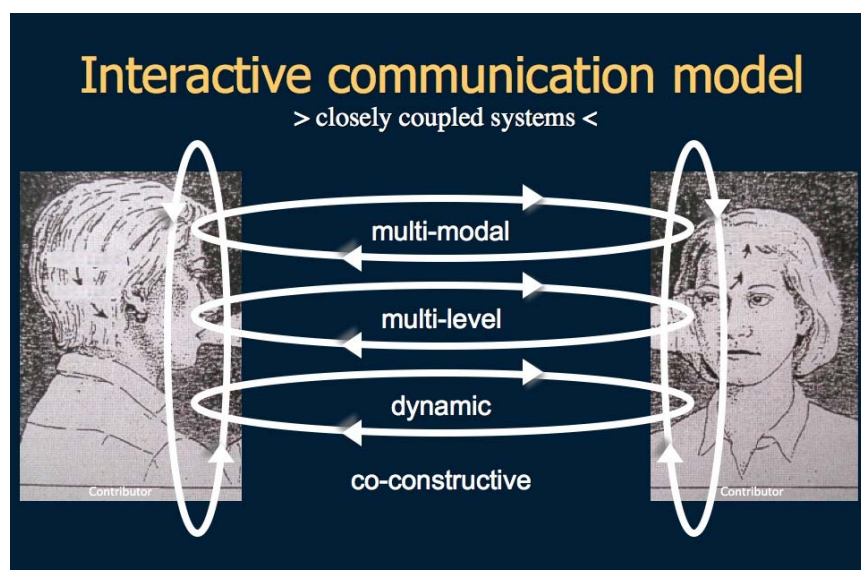 Interactive communication model
> closely coupled systems <
multi-modal
multi-level
dynamic
co-constructive
Contributor
Contributor